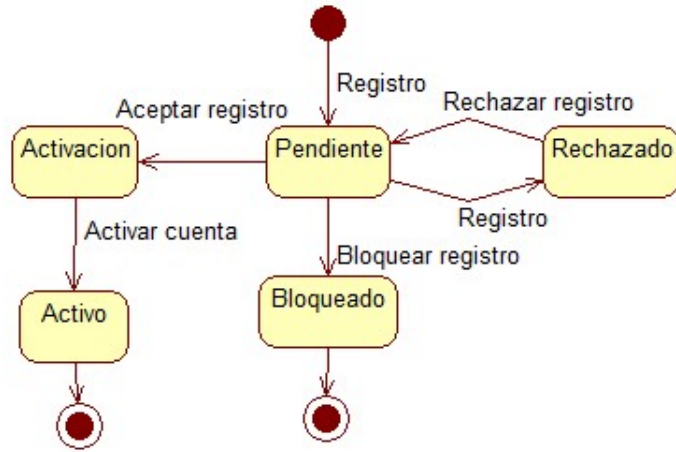 Registro
Aceptar registro
Rechazar registro
Activacion
Pendiente
Rechazado
Registro
Activar cuenta
Bloquear registro
Activo
Bloqueado